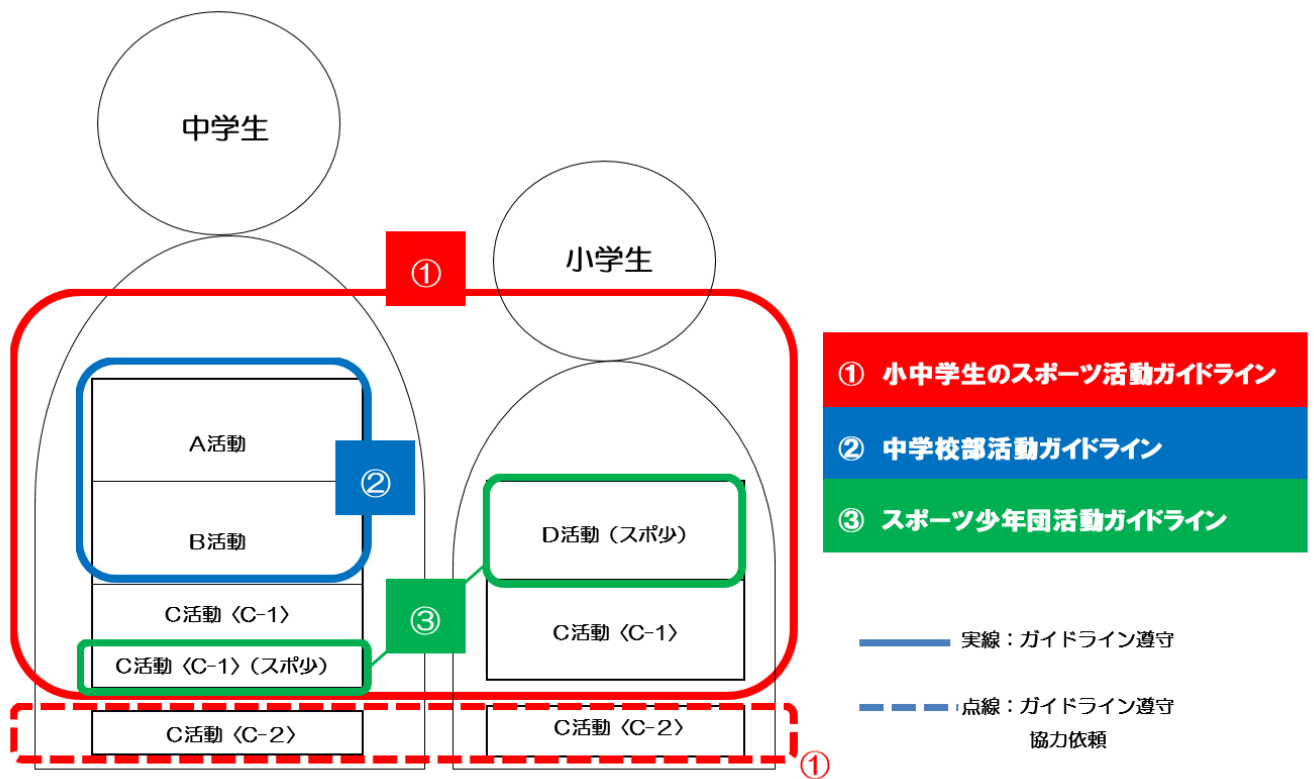 中学生
小学生
①
A活動
②
B活動
C活動〈C-1〉
C活動〈C-1〉(スポ少)
③
C活動〈C-2〉
D活動(スポ少)
C活動〈C-1〉
C活動〈C-2〉
①
① 小中学生のスポーツ活動ガイドライン
② 中学校部活動ガイドライン
③ スポーツ少年団活動ガイドライン
実線:ガイドライン遵守
点線:ガイドライン遵守
協力依頼